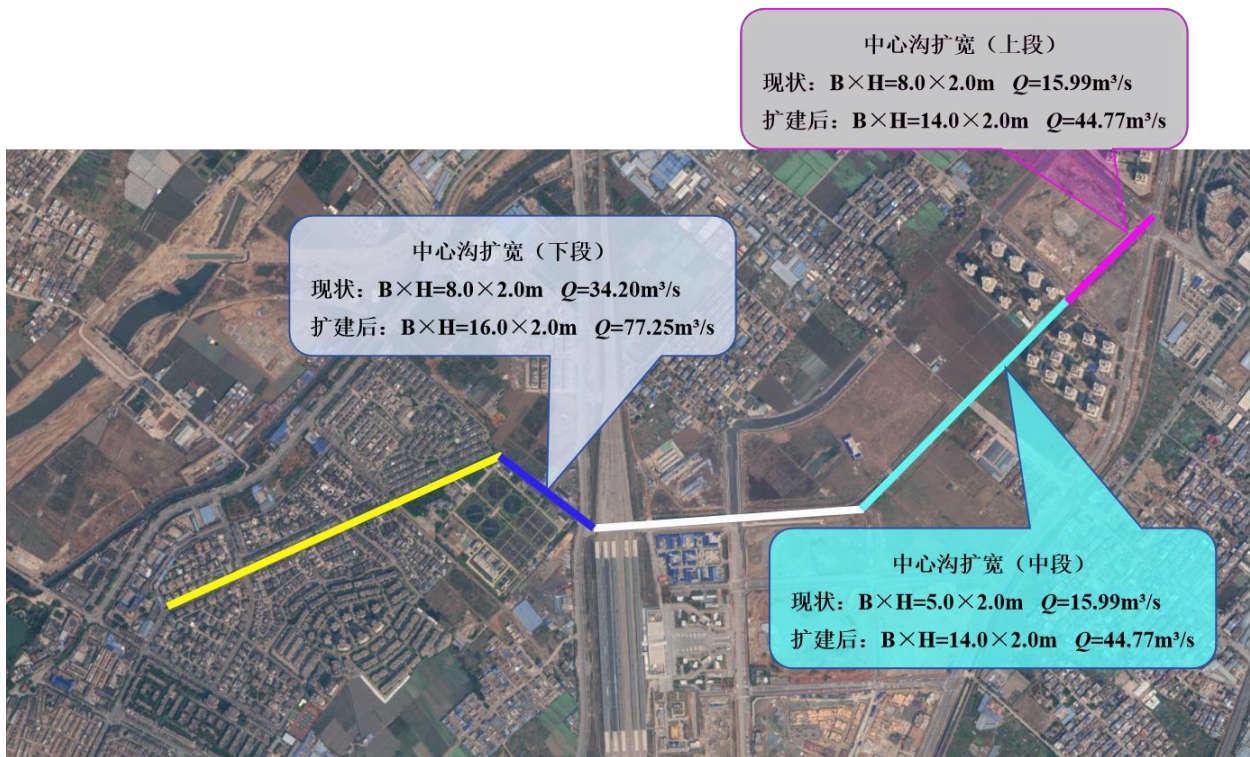 中心沟扩宽（上段）
现状：B×H=8.0×2.0m Q=15.99m³/s
扩建后：B×H=14.0×2.0m Q=44.77m³/s
中心沟扩宽（下段）
现状：B×H=8.0×2.0m Q=34.20m³/s
扩建后：B×H=16.0×2.0m Q=77.25m³/s
中心沟扩宽（中段）
现状：B×H=5.0×2.0m Q=15.99m³/s
扩建后：B×H=14.0×2.0m Q=44.77m³/s